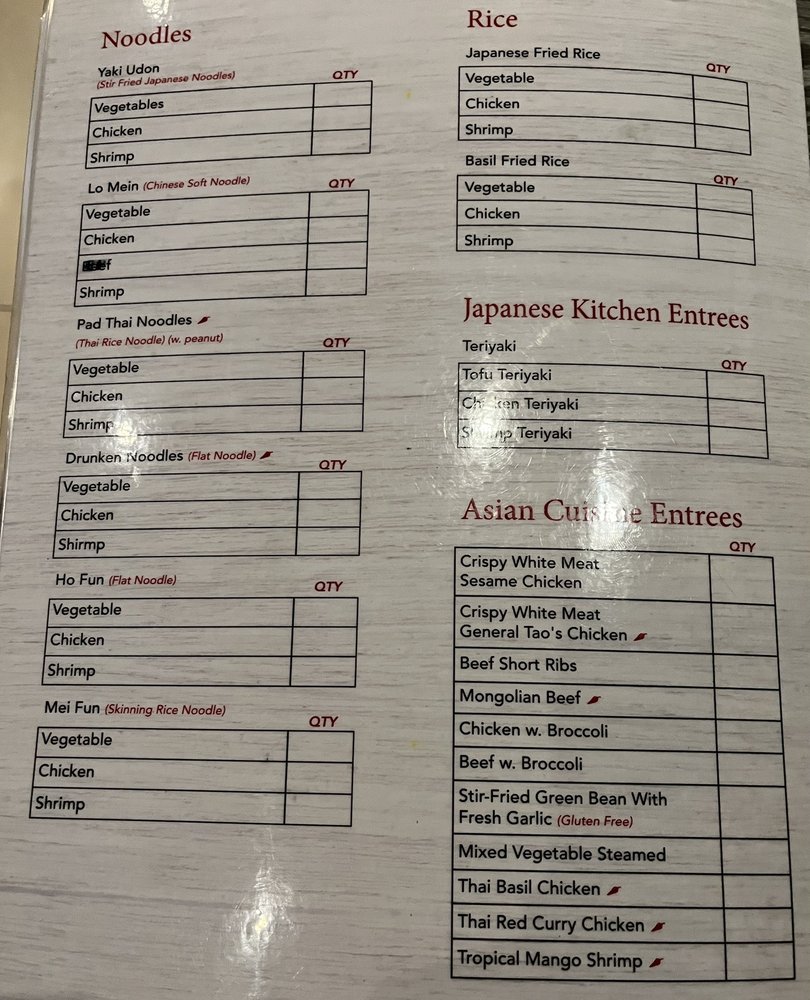 Noodles
Yaki Udon
(Stir Fried Japanese Noodles)
QTY
Vegetables
Chicken
Shrimp
Lo Mein (Chinese Soft Noodle)
QTY
Vegetable
Chicken
Shrimp
Pad Thai Noodles
(Thai Rice Noodle) (w. peanut)
QTY
Vegetable
Chicken
Shrimp
Drunken Noodles (Flat Noodle)
QTY
Vegetable
Chicken
Shirmp
Ho Fun (Flat Noodle)
QTY
Vegetable
Chicken
Shrimp
Mei Fun (Skinning Rice Noodle)
QTY
Vegetable
Chicken
Shrimp
Rice
Japanese Fried Rice
QTY
Vegetable
Chicken
Shrimp
Basil Fried Rice
QTY
Vegetable
Chicken
Shrimp
Japanese Kitchen Entrees
Teriyaki
QTY
Tofu Teriyaki
Chicken Teriyaki
Shrimp Teriyaki
Asian Cuisine Entrees
QTY
Crispy White Meat
Sesame Chicken
Crispy White Meat
General Tao's Chicken
Beef Short Ribs
Mongolian Beef
Chicken w. Broccoli
Beef w. Broccoli
Stir-Fried Green Bean With
Fresh Garlic (Gluten Free)
Mixed Vegetable Steamed
Thai Basil Chicken
Thai Red Curry Chicken
Tropical Mango Shrimp